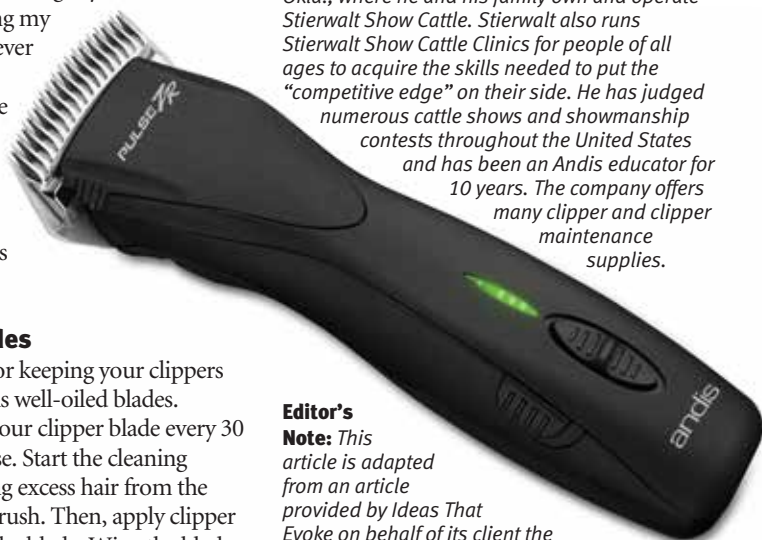 ng my
ever
e
s
les
or keeping your clippers
s well-oiled blades.
our clipper blade every 30
se. Start the cleaning
g excess hair from the
rush. Then, apply clipper
Okla., where he and his family own and operate
Stierwalt Show Cattle. Stierwalt also runs
Stierwalt Show Cattle Clinics for people of all
ages to acquire the skills needed to put the
“competitive edge” on their side. He has judged
numerous cattle shows and showmanship
contests throughout the United States
and has been an Andis educator for
10 years. The company offers
many clipper and clipper
maintenance
supplies.
PULSE ZR
andis
Editor’s
Note: This
article is adapted
from an article
provided by Ideas That
Evoke on behalf of its client the